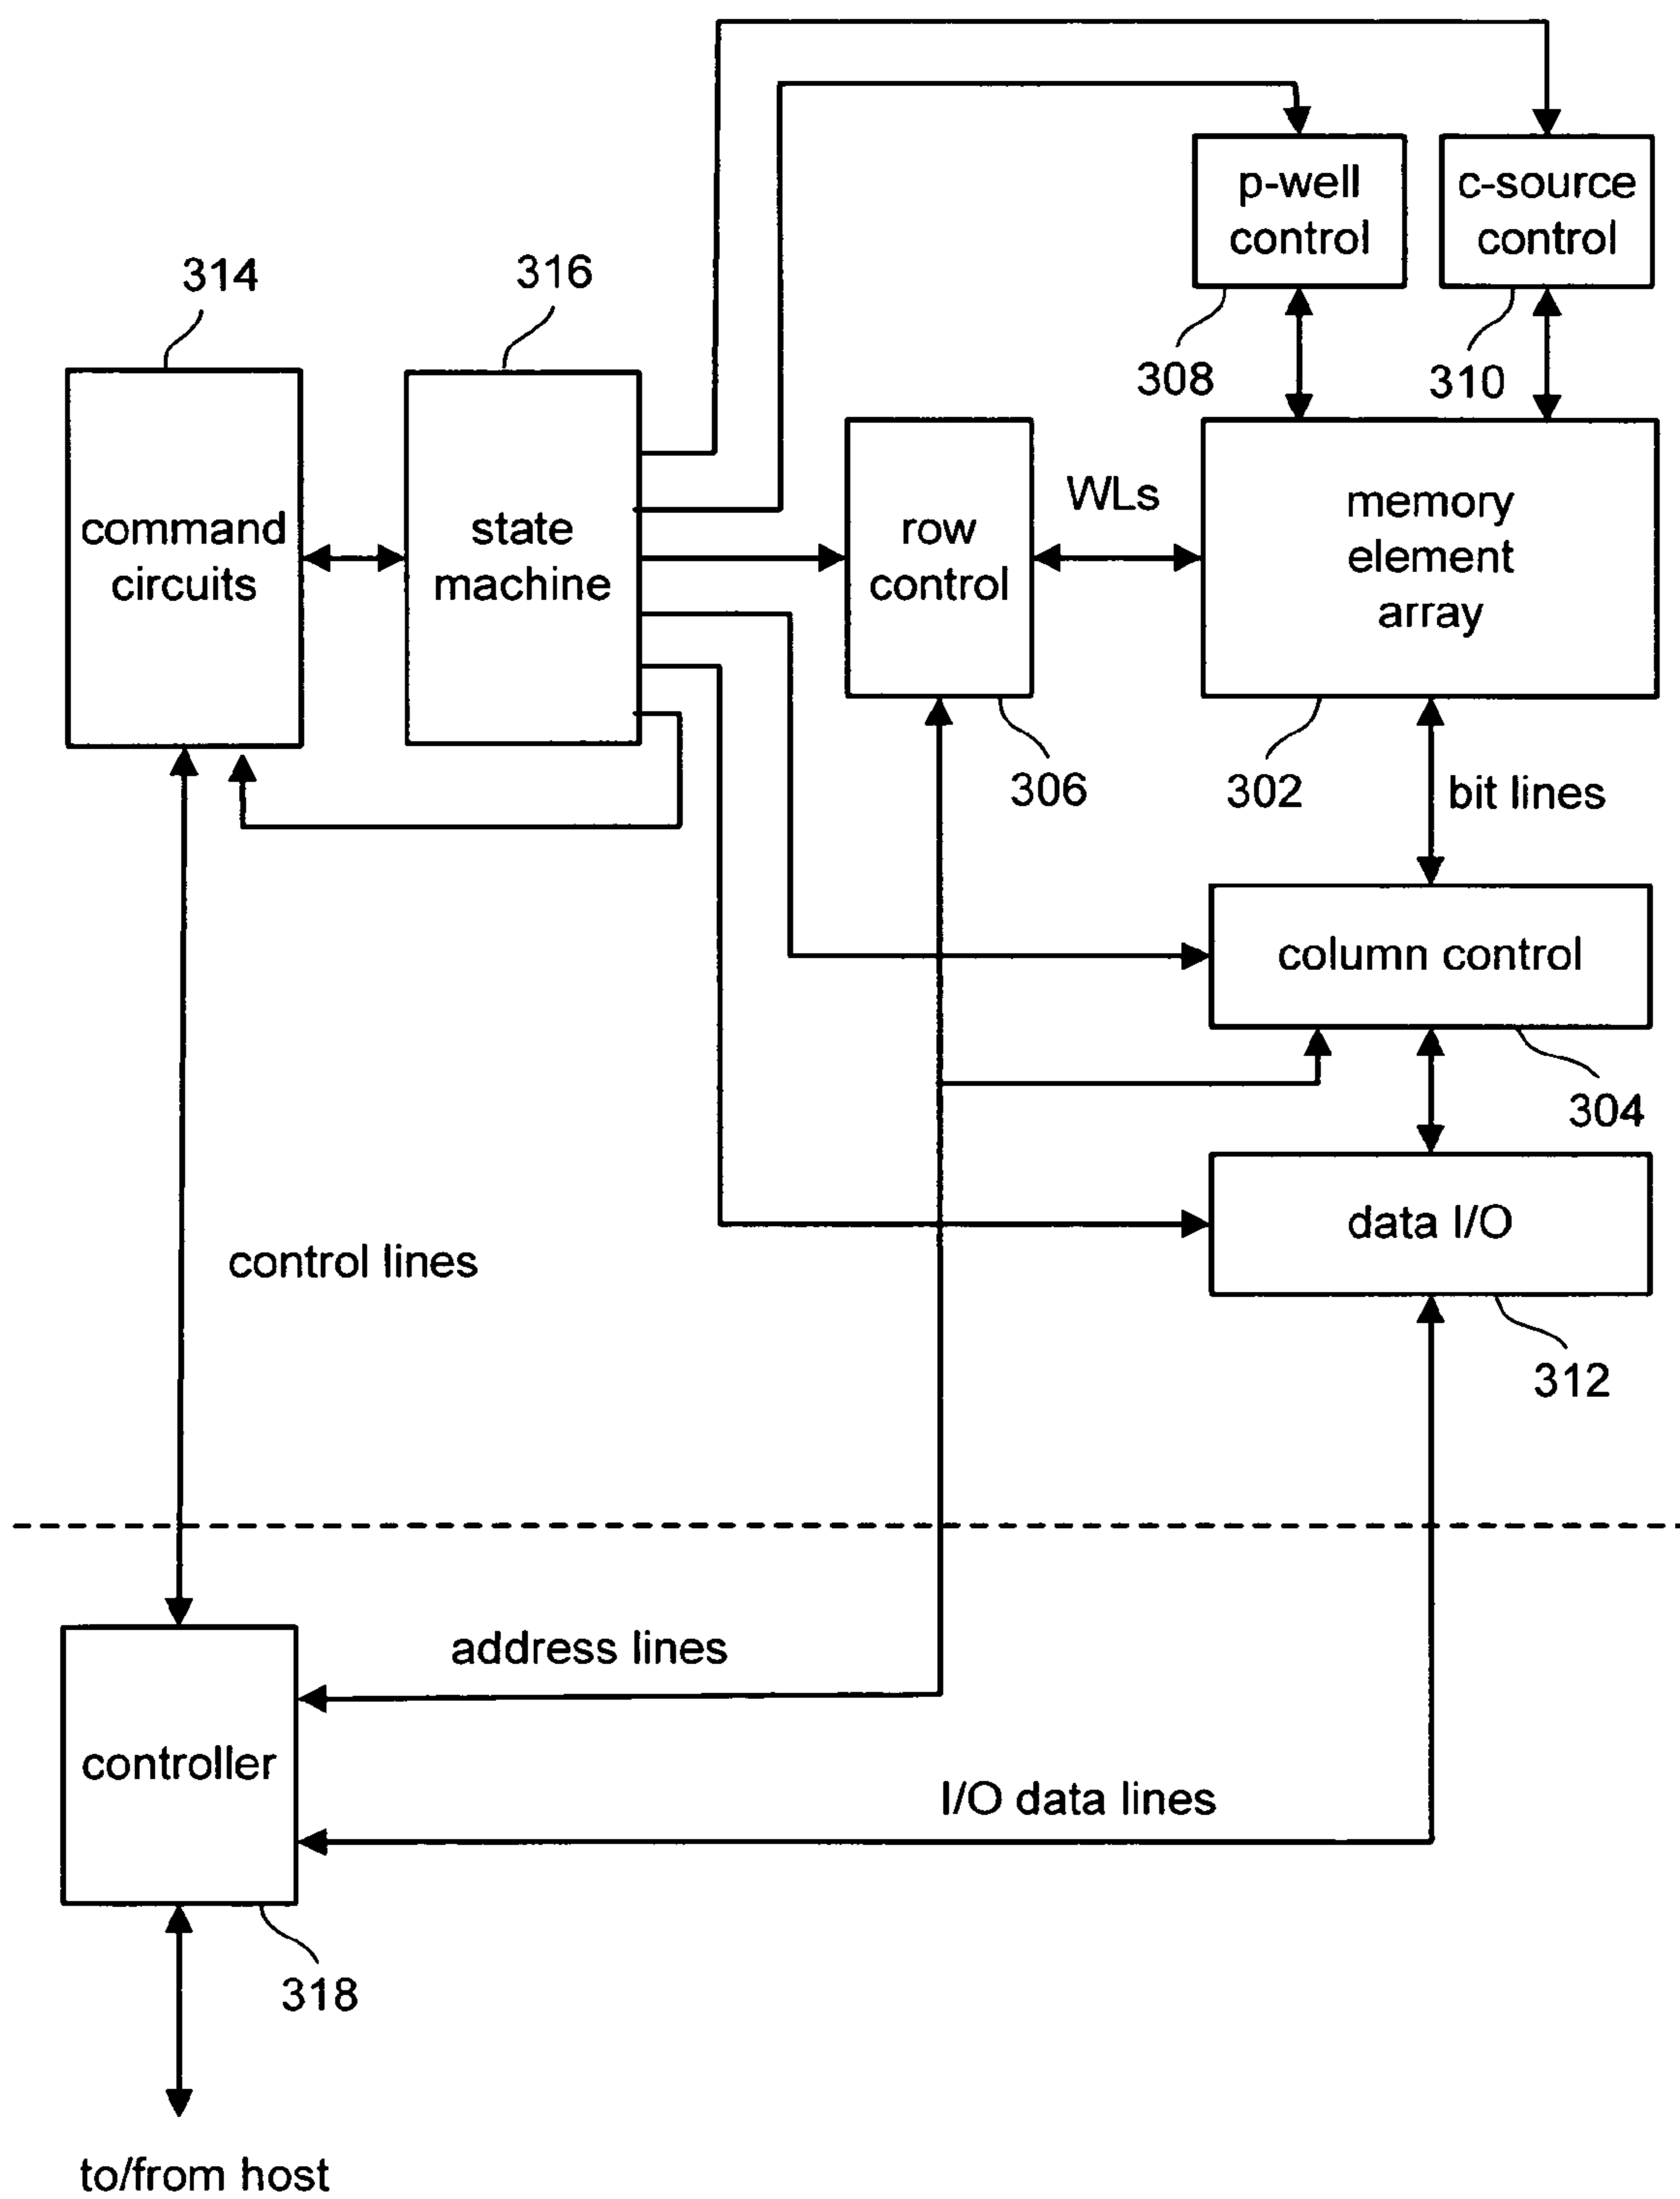 p-well
control
c-source
control
314
316
308
310
command
circuits
state
machine
row
control
WLs
memory
element
array
306
302
bit lines
column control
304
data I/O
control lines
312
address lines
controller
I/O data lines
318
to/from host